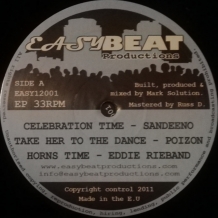 EASYBEAT
Productions
SIDE A
EASY12001
EP 33RPM
Built, produced &
mixed by Mark Solution.
Mastered by Ross D.
CELEBRATION TIME - SANDEENO
TAKE HER TO THE DANCE - POIZON
HORNS TIME - EDDIE RIEBAND
www.easybeatproductions.com
info@easybeatproductions.com
Copyright control 2011
Made in the E.U